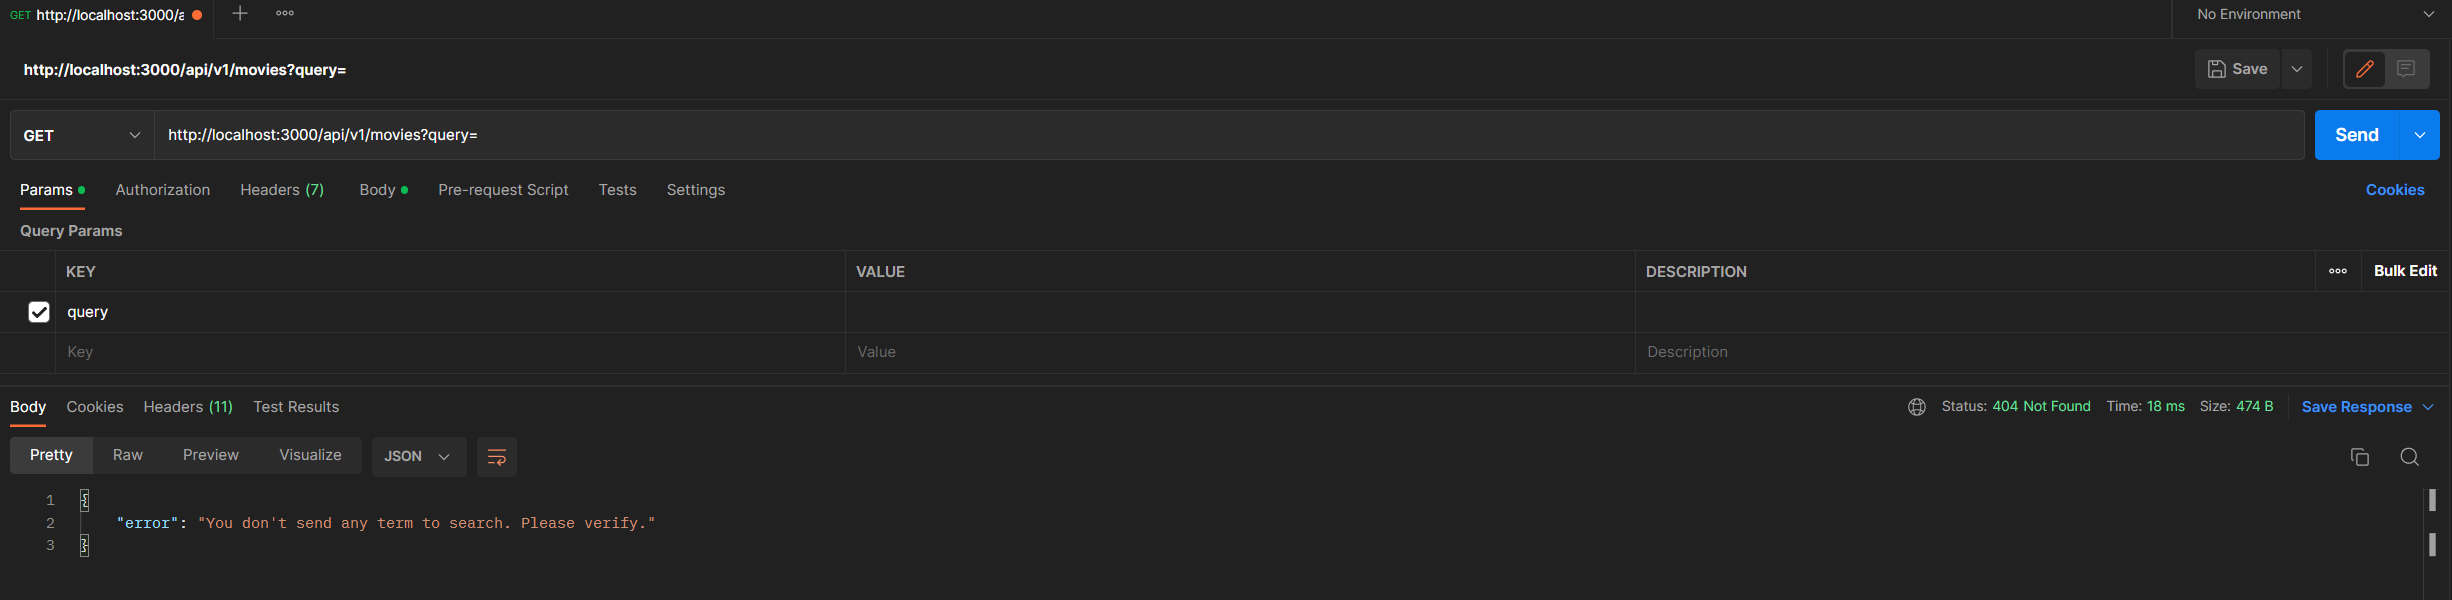 GET http://localhost:3000/a
No Environment
http://localhost:3000/api/v1/movies?query=
Save
GET http://localhost:3000/api/v1/movies?query= Send
Params Authorization Headers (7) Body Pre-request Script Tests Settings Cookies
Query Params
KEY VALUE DESCRIPTION Bulk Edit
query
Key Value Description
Body Cookies Headers (11) Test Results Status: 404 Not Found Time: 18 ms Size: 474 B Save Response
Pretty Raw Preview Visualize JSON
1 {
2 "error": "You don't send any term to search. Please verify."
3 }